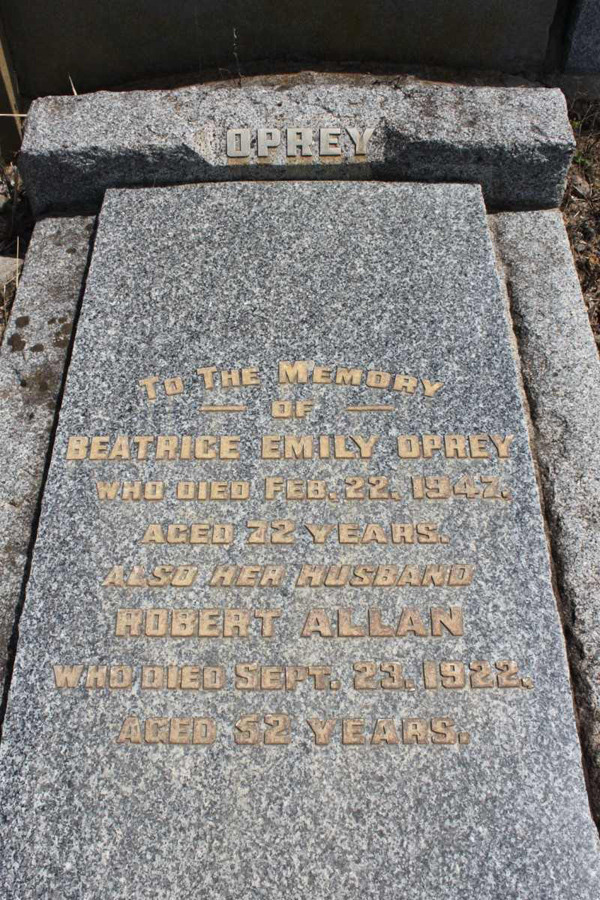 OPREY
TO THE MEMORY
OF
BEATRICE EMILY OPREY
WHO DIED FEB. 22. 1947.
AGED 72 YEARS.
ALSO HER HUSBAND
ROBERT ALLAN
WHO DIED SEPT. 23. 1922.
AGED 52 YEARS.